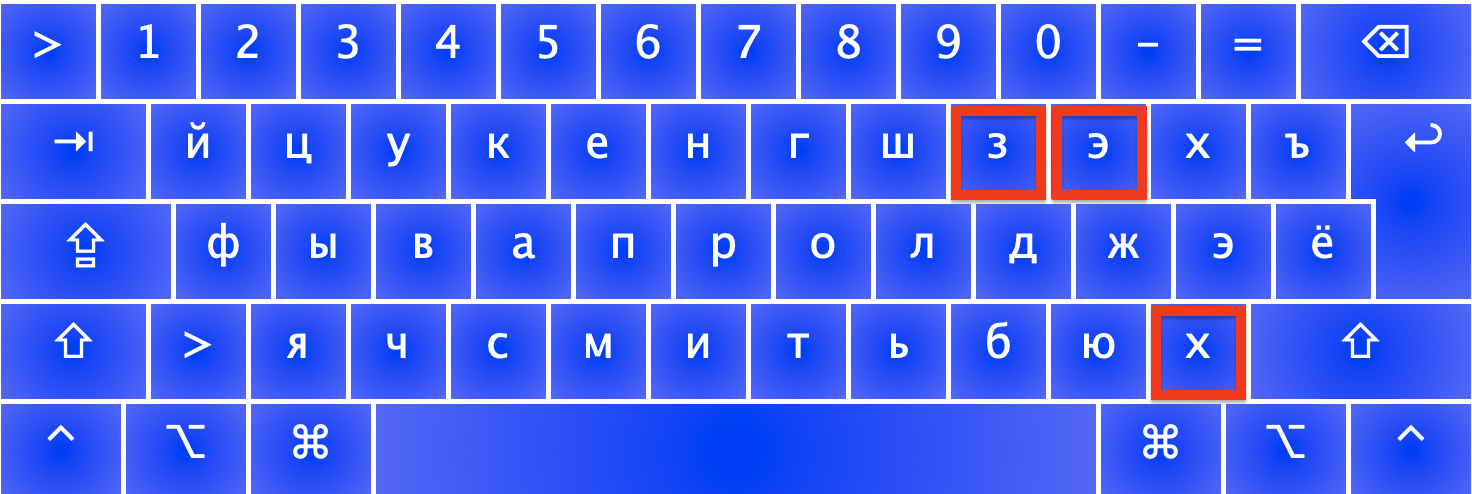 > 1 2 3 4 5 6 7 8 9 0 - = ⌫
⇥ й ц у к е н г ш з э х ъ ↩
⇪ ф ы в а п р о л д ж э ё
⇧ > я ч с м и т ь б ю х ⇧
⌃ ⌥ ⌘ ⌘ ⌥ ⌃